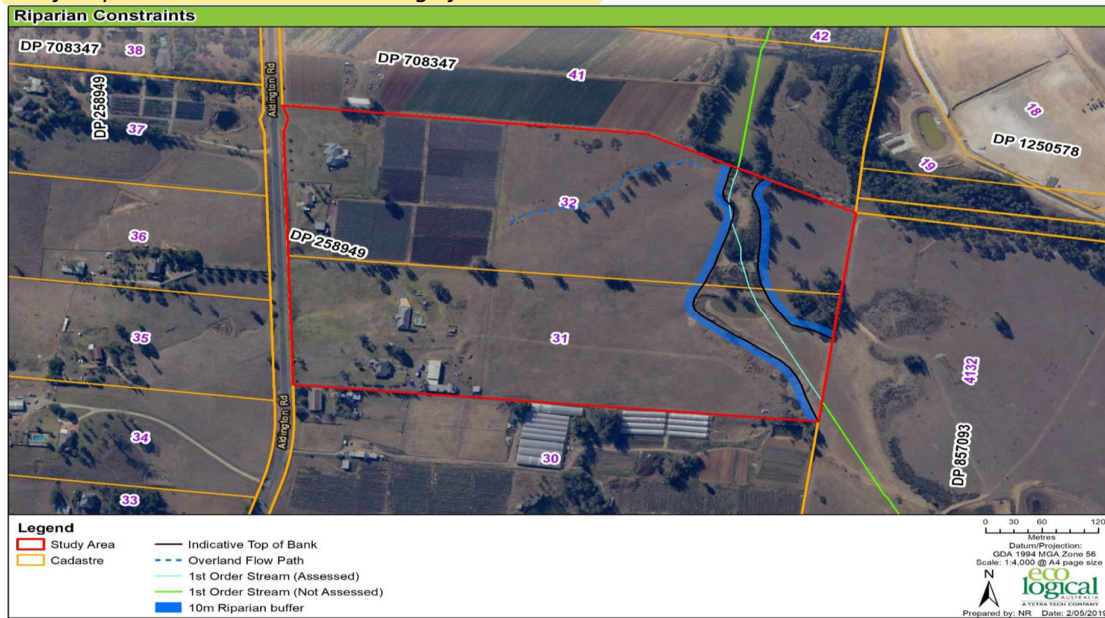 Riparian Constraints
DP 708347
38
DP 708347
42
41
Aldington Rd
DP 258949
37
18
DP 1250578
19
32
36
DP 258949
35
31
4132
Aldington Rd
34
30
DP 857093
33
Legend
Study Area
Cadastre
Indicative Top of Bank
Overland Flow Path
1st Order Stream (Assessed)
1st Order Stream (Not Assessed)
10m Riparian buffer
0 30 60 120
Metres
Datum/Projection:
GDA 1994 MGA Zone 56
Scale: 1:4,000 @ A4 page size
N
eco
logical
AUSTRALIA
A TETRA TECH COMPANY
Prepared by: NR Date: 2/05/2019